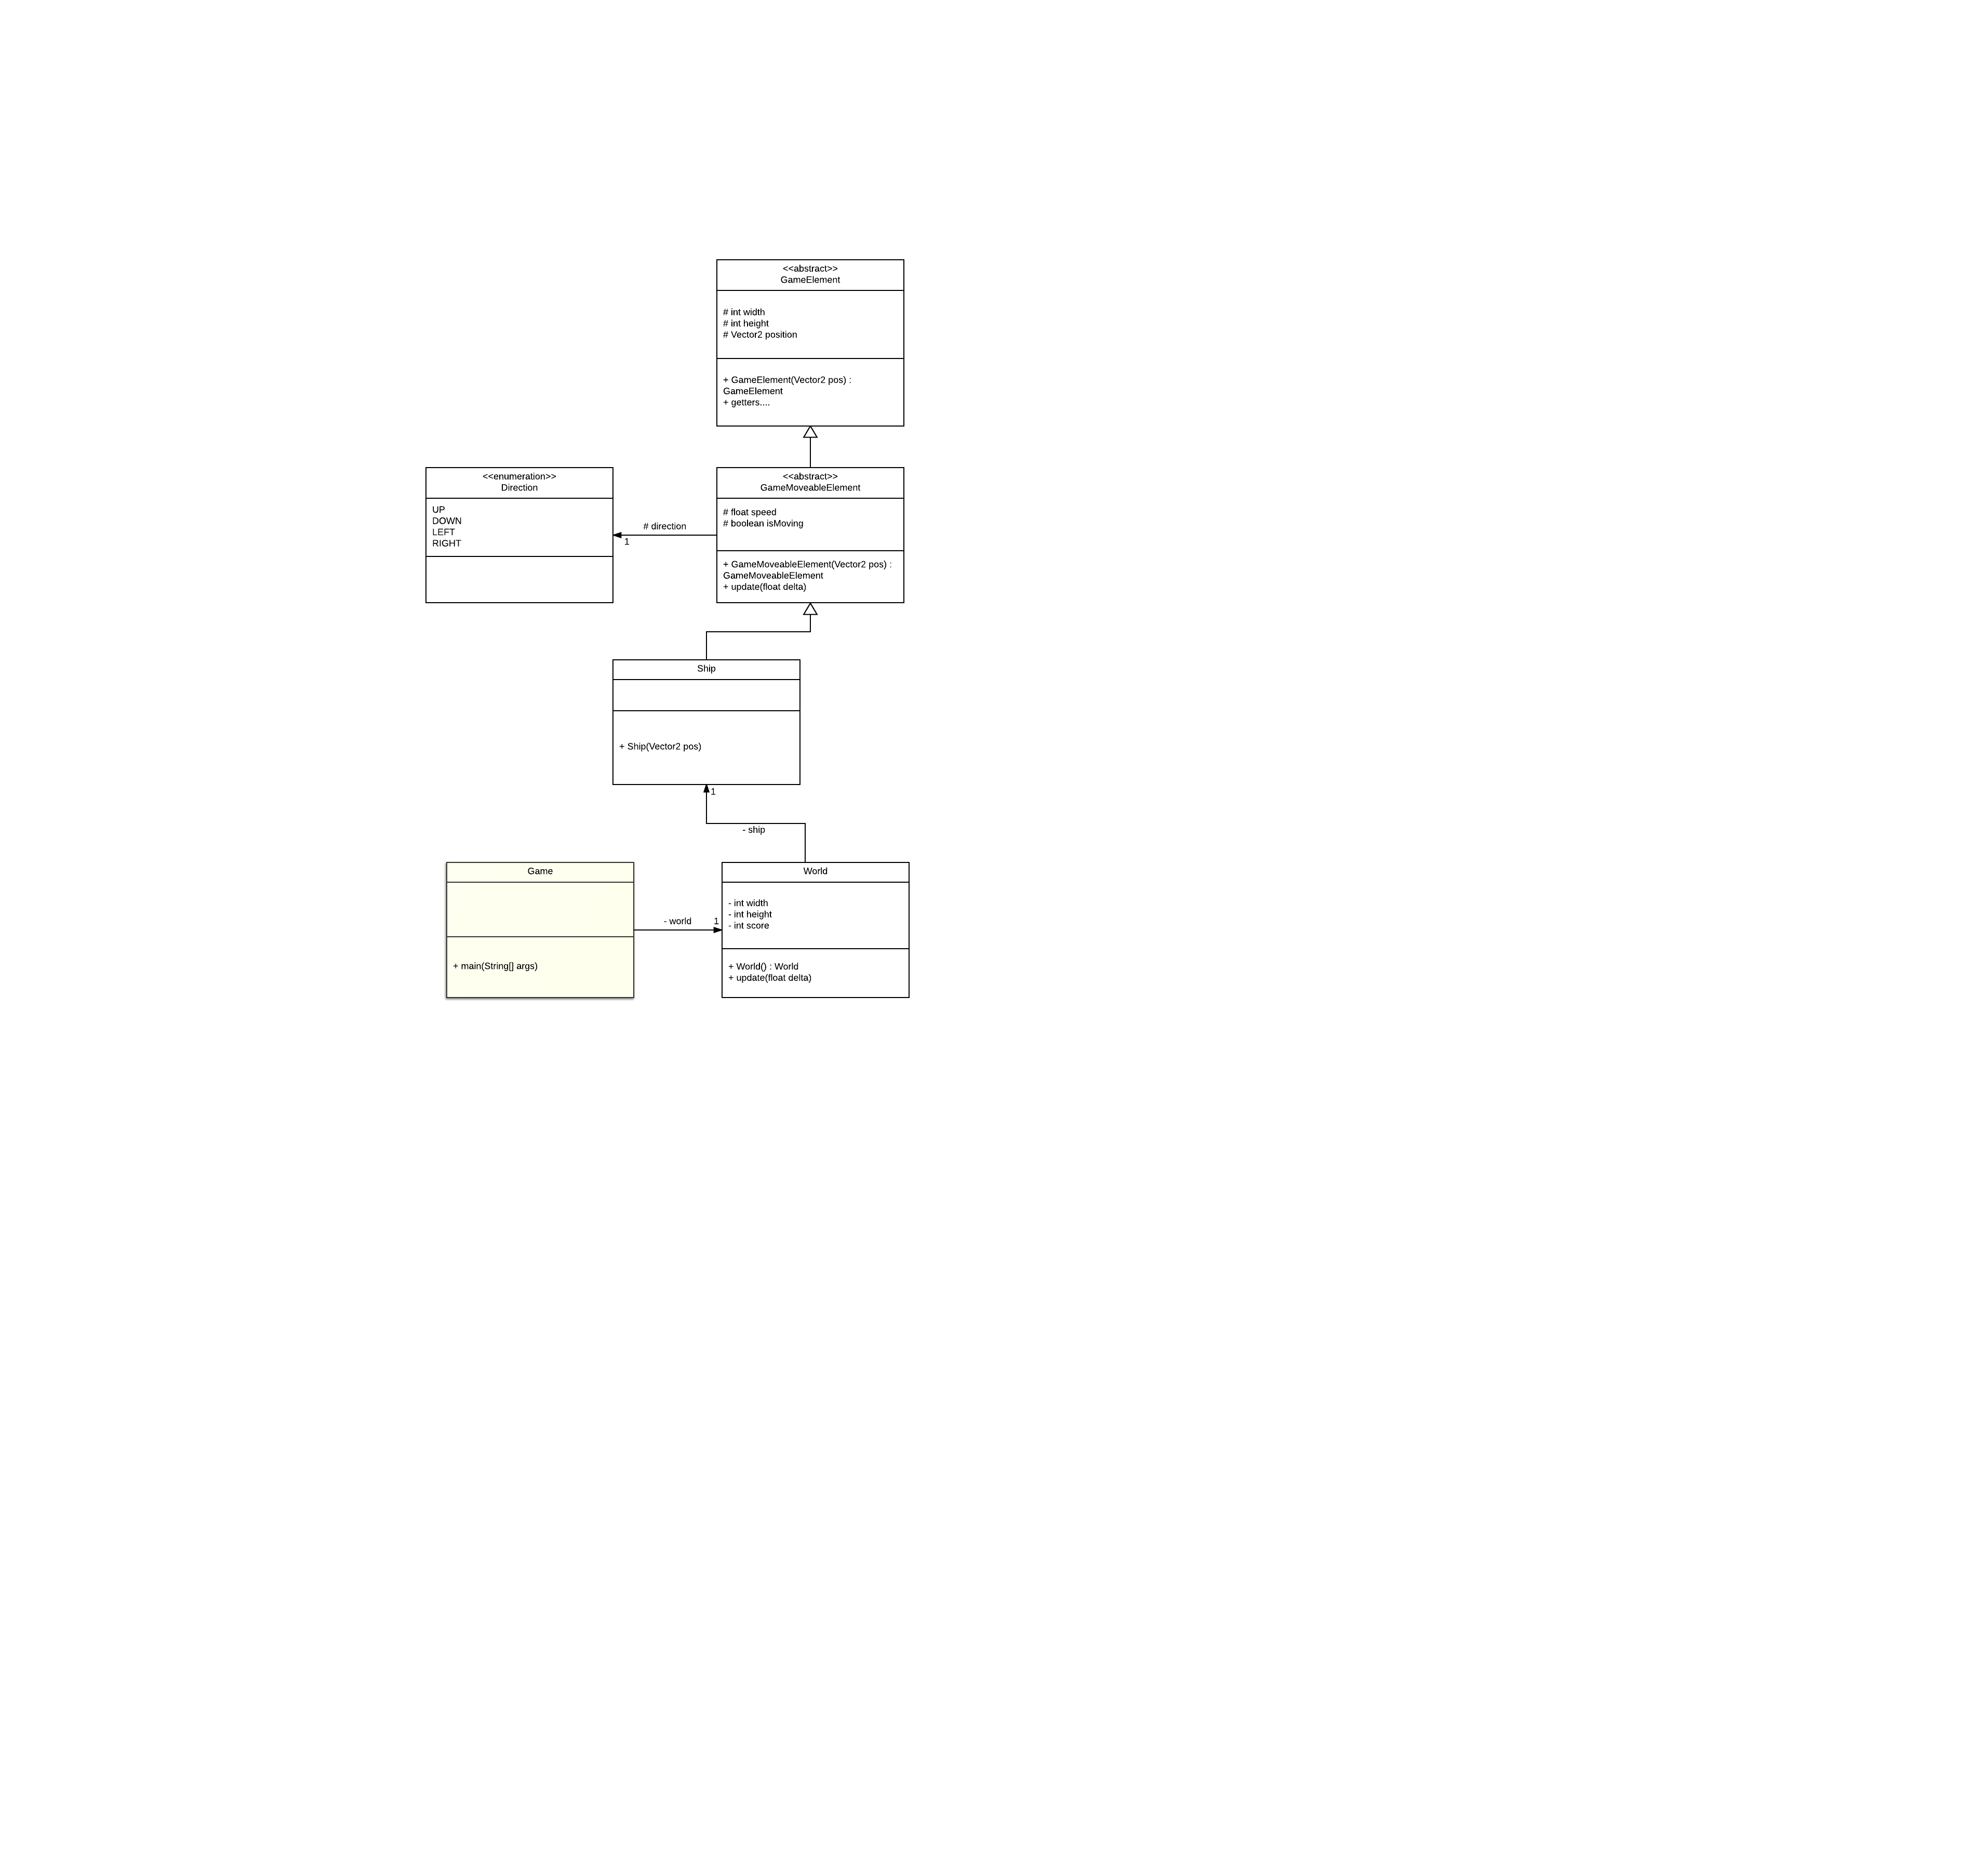 <<abstract>>
GameElement
# int width
# int height
# Vector2 position
+ GameElement(Vector2 pos) :
GameElement
+ getters....
<<enumeration>>
Direction
UP
DOWN
LEFT
RIGHT
# direction
1
<<abstract>>
GameMoveableElement
# float speed
# boolean isMoving
+ GameMoveableElement(Vector2 pos) :
GameMoveableElement
+ update(float delta)
Ship
+ Ship(Vector2 pos)
1
- ship
Game
+ main(String[] args)
- world
1
World
- int width
- int height
- int score
+ World() : World
+ update(float delta)